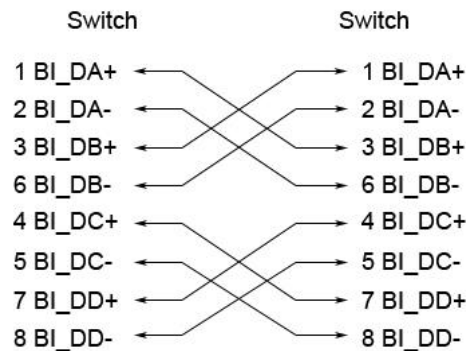 Switch Switch
1 BI_DA+ 1 BI_DA+
2 BI_DA- 2 BI_DA-
3 BI_DB+ 3 BI_DB+
6 BI_DB- 6 BI_DB-
4 BI_DC+ 4 BI_DC+
5 BI_DC- 5 BI_DC-
7 BI_DD+ 7 BI_DD+
8 BI_DD- 8 BI_DD-